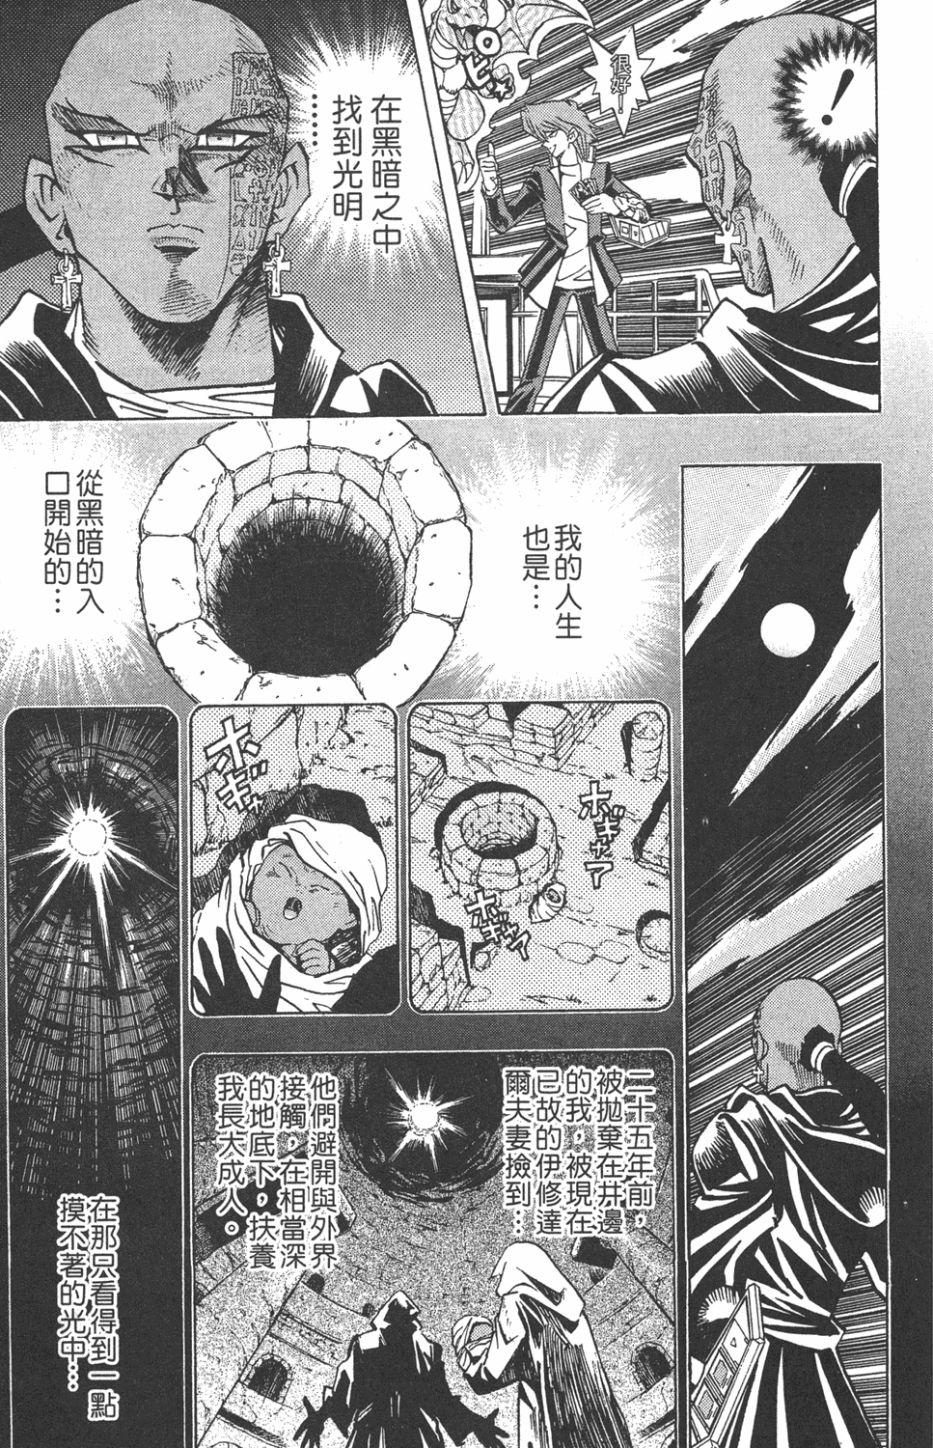 很好!
!
在黑暗之中
找到光明
……
我的人生
也是…
從黑暗的入
口開始的…
ホギャァ
ホギャァ
ホギャ
二十五年前，
被拋棄在井邊
的我，被現在
已故的伊修達
爾夫妻撿到…
他們避開與外界
接觸，在相當深
的地底下，扶養
我長大成人。
在那只看得到一點
摸不著的光中…